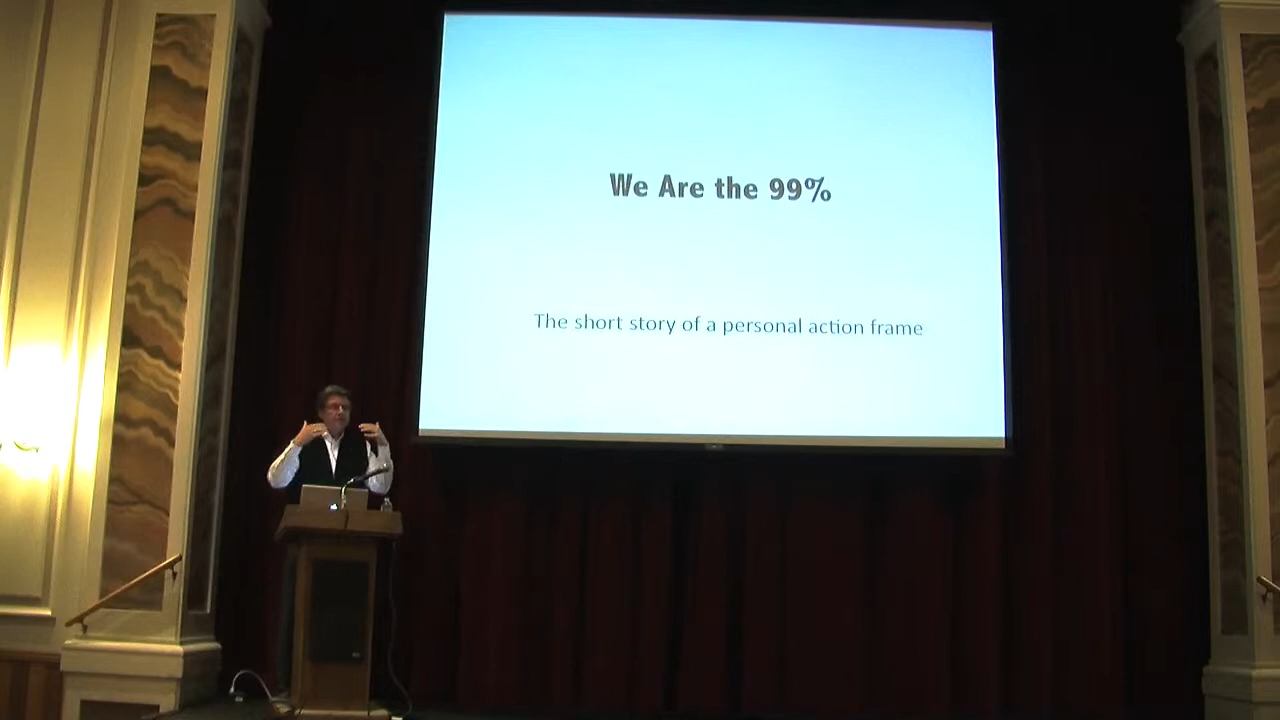 We Are the 99%
The short story of a personal action frame